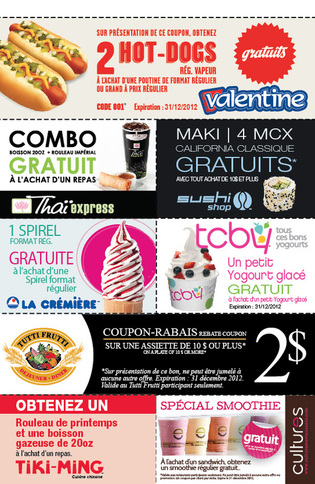 SUR PRÉSENTATION DE CE COUPON, OBTENEZ
2 HOT-DOGS
RÉG. VAPEUR
À L'ACHAT D'UNE POUTINE DE FORMAT RÉGULIER
OU GRAND À PRIX RÉGULIER
CODE 801* Expiration : 31/12/2012
gratuits
Valentine
COMBO
BOISSON 20OZ + ROULEAU IMPÉRIAL
GRATUIT
À L'ACHAT D'UN REPAS
Thaï express
MAKI | 4 MCX
CALIFORNIA CLASSIQUE
GRATUITS*
AVEC TOUT ACHAT DE 10$ ET PLUS
sushi
shop
1 SPIREL
FORMAT REG.
GRATUITE
à l'achat d'une
Spirel format
régulier
LA CRÉMIÈRE
tcby
tous
ces bons
yogourts
tcby
Un petit
Yogourt glacé
GRATUIT
à l'achat d'un petit Yogourt glacé
Expiration : 31/12/2012
TUTTI FRUTTI
DÉJEUNER - DÎNER
COUPON-RABAIS REBATE COUPON
SUR UNE ASSIETTE DE 10 $ OU PLUS*
ON A PLATE OF 10 $ OR MORE*
2$
*Sur présentation de ce bon, ne peut être jumelé à
aucune autre offre. Expiration : 31 décembre 2012.
Valide au Tutti Frutti participant seulement.
OBTENEZ UN
Rouleau de printemps
et une boisson
gazeuse de 20oz
à l'achat d'un repas.
TiKi-MiNG
Cuisine chinoise
SPÉCIAL SMOOTHIE
gratuit
À l'achat d'un sandwich, obtenez
un smoothie régulier gratuit.
cultures